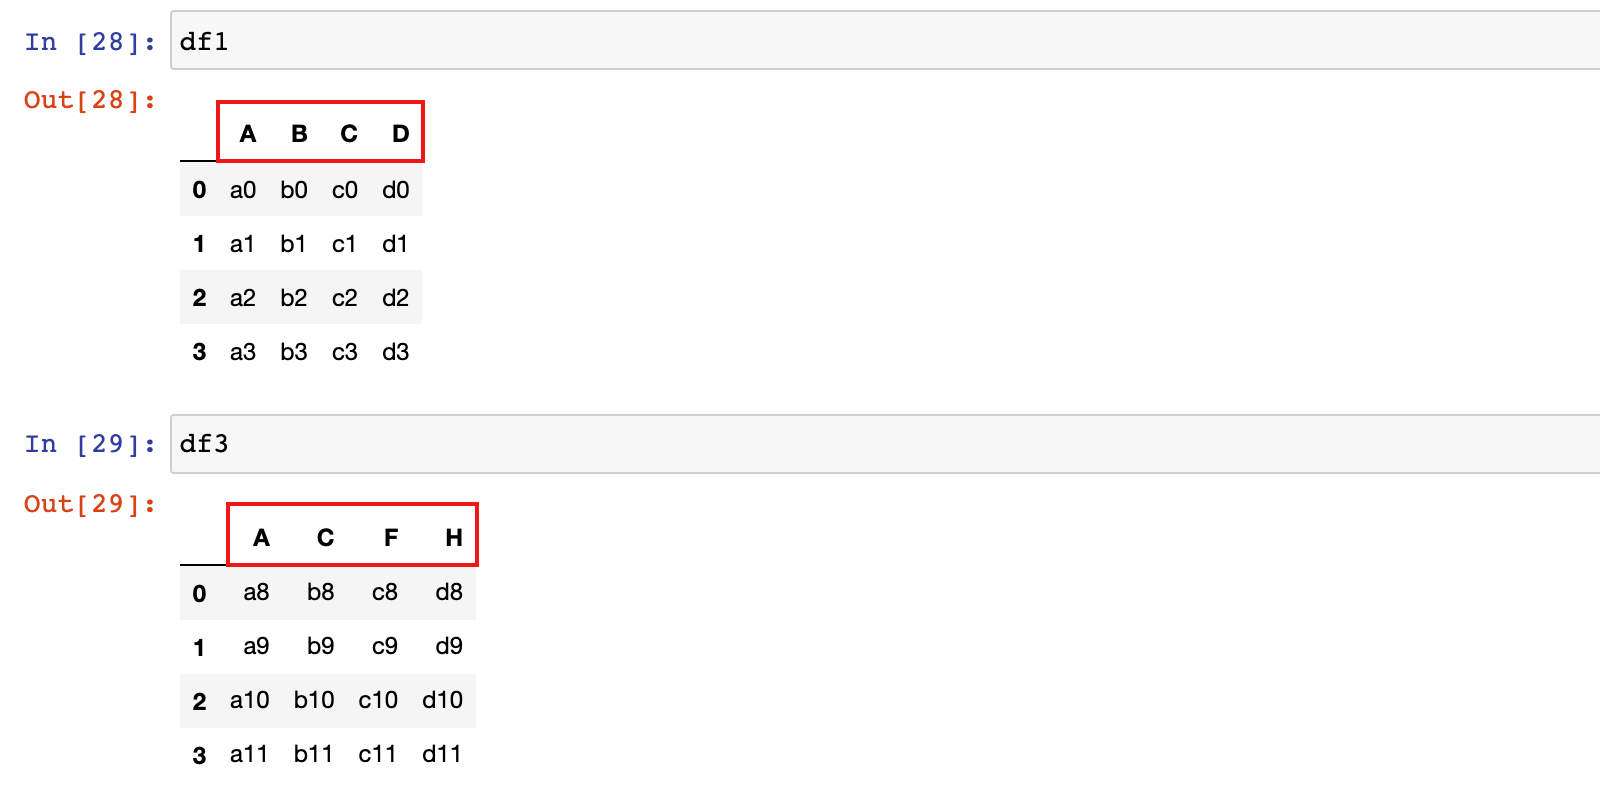 In [28]: df1
Out[28]:
A B C D
0 a0 b0 c0 d0
1 a1 b1 c1 d1
2 a2 b2 c2 d2
3 a3 b3 c3 d3
In [29]: df3
Out[29]:
A C F H
0 a8 b8 c8 d8
1 a9 b9 c9 d9
2 a10 b10 c10 d10
3 a11 b11 c11 d11